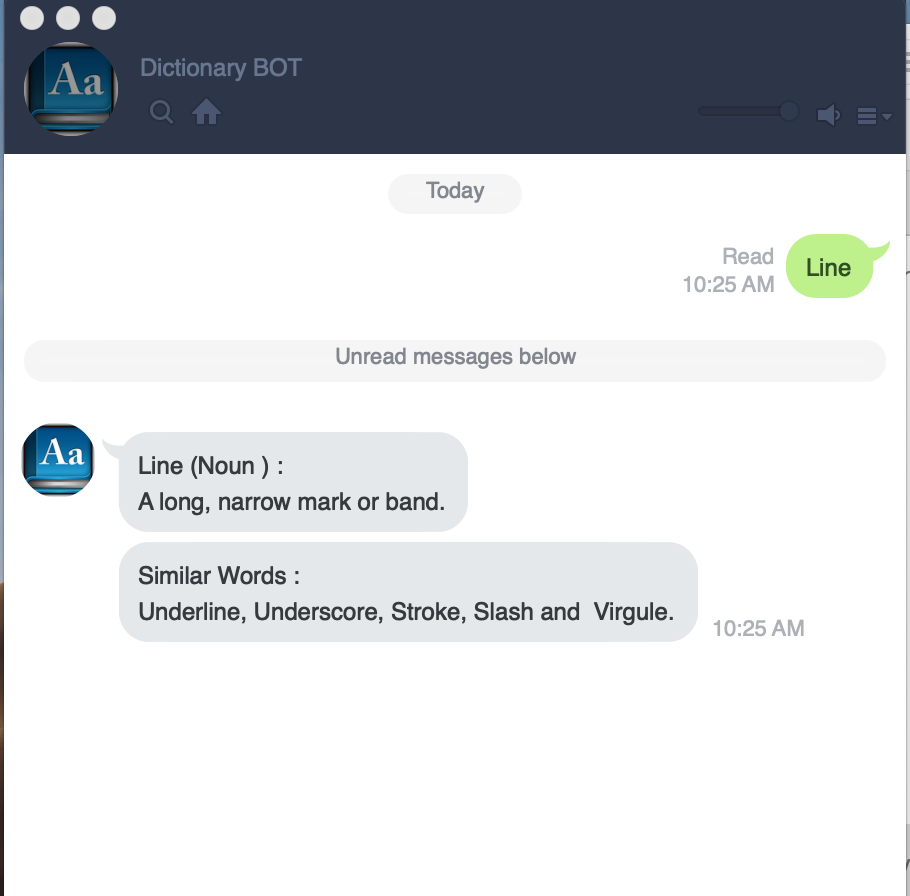 Dictionary BOT
Today
Read
10:25 AM
Line
Unread messages below
Aa
Line (Noun ) :
A long, narrow mark or band.
Similar Words :
Underline, Underscore, Stroke, Slash and  Virgule.
10:25 AM